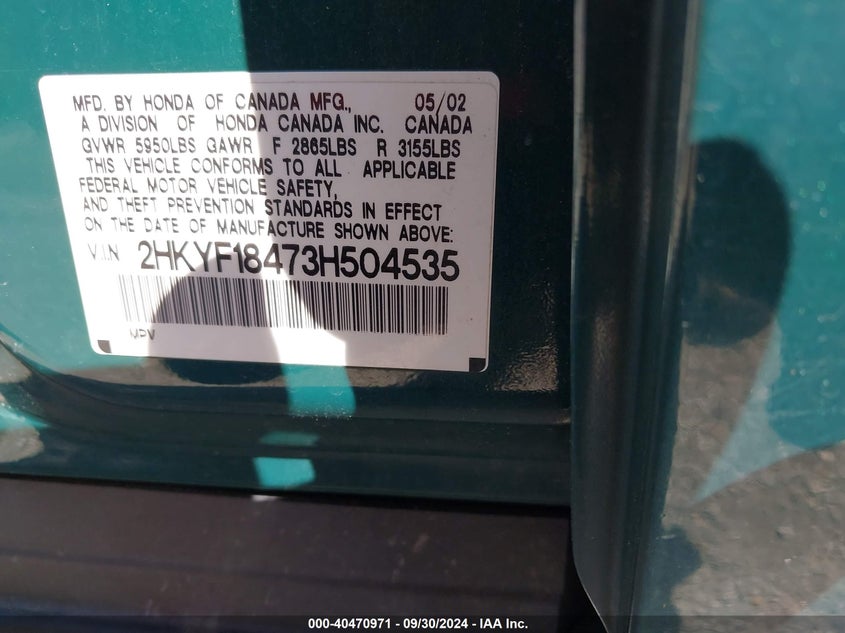 MFD. BY HONDA OF CANADA MFG., 05/02
A DIVISION OF HONDA CANADA INC. CANADA
GVWR 5950LBS GAWR F 2865LBS R 3155LBS
THIS VEHICLE CONFORMS TO ALL APPLICABLE
FEDERAL MOTOR VEHICLE SAFETY,
AND THEFT PREVENTION STANDARDS IN EFFECT
ON THE DATE OF MANUFACTURE SHOWN ABOVE:
V.I.N 2HKYF18473H504535
MPV
000-40470971 - 09/30/2024 - IAA Inc.